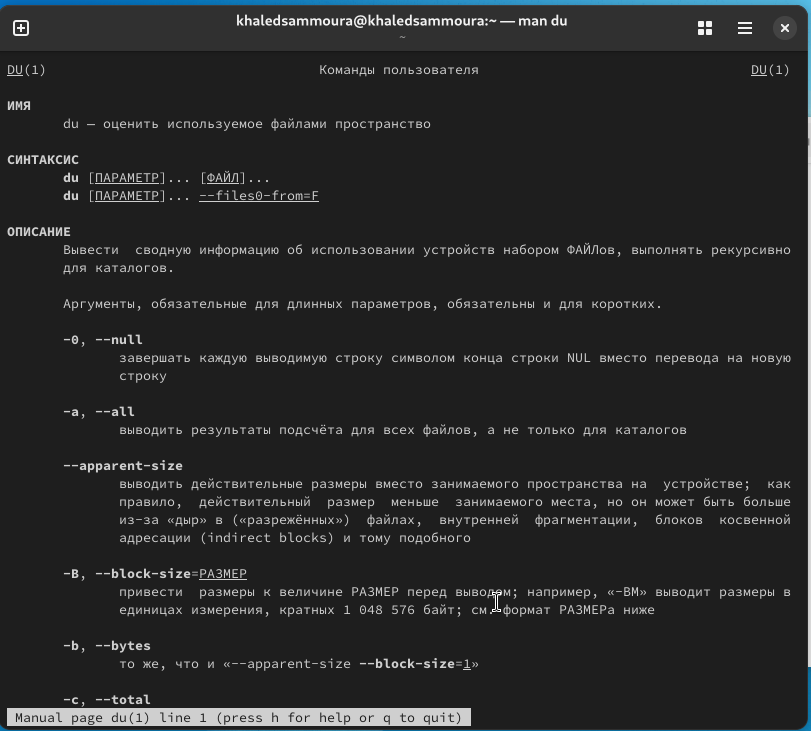 khaledsammoura@khaledsammoura:~ — man du
~
DU(1) Команды пользователя DU(1)
ИМЯ
du — оценить используемое файлами пространство
СИНТАКСИС
du [ПАРАМЕТР]... [ФАЙЛ]...
du [ПАРАМЕТР]... --files0-from=F
ОПИСАНИЕ
Вывести сводную информацию об использовании устройств набором ФАЙЛов, выполнять рекурсивно
для каталогов.
Аргументы, обязательные для длинных параметров, обязательны и для коротких.
-0, --null
завершать каждую выводимую строку символом конца строки NUL вместо перевода на новую
строку
-a, --all
выводить результаты подсчёта для всех файлов, а не только для каталогов
--apparent-size
выводить действительные размеры вместо занимаемого пространства на устройстве; как
правило, действительный размер меньше занимаемого места, но он может быть больше
из-за «дыр» в («разрежённых») файлах, внутренней фрагментации, блоков косвенной
адресации (indirect blocks) и тому подобного
-B, --block-size=РАЗМЕР
привести размеры к величине РАЗМЕР перед выводом; например, «-BM» выводит размеры в
единицах измерения, кратных 1 048 576 байт; см. формат РАЗМЕРа ниже
-b, --bytes
то же, что и «--apparent-size --block-size=1»
-c, --total
Manual page du(1) line 1 (press h for help or q to quit)